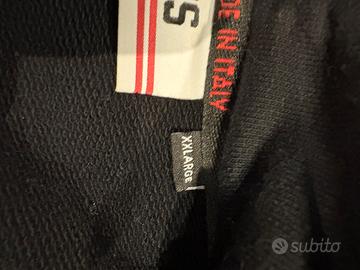 S
DE IN ITALY
XXLARGE
subito